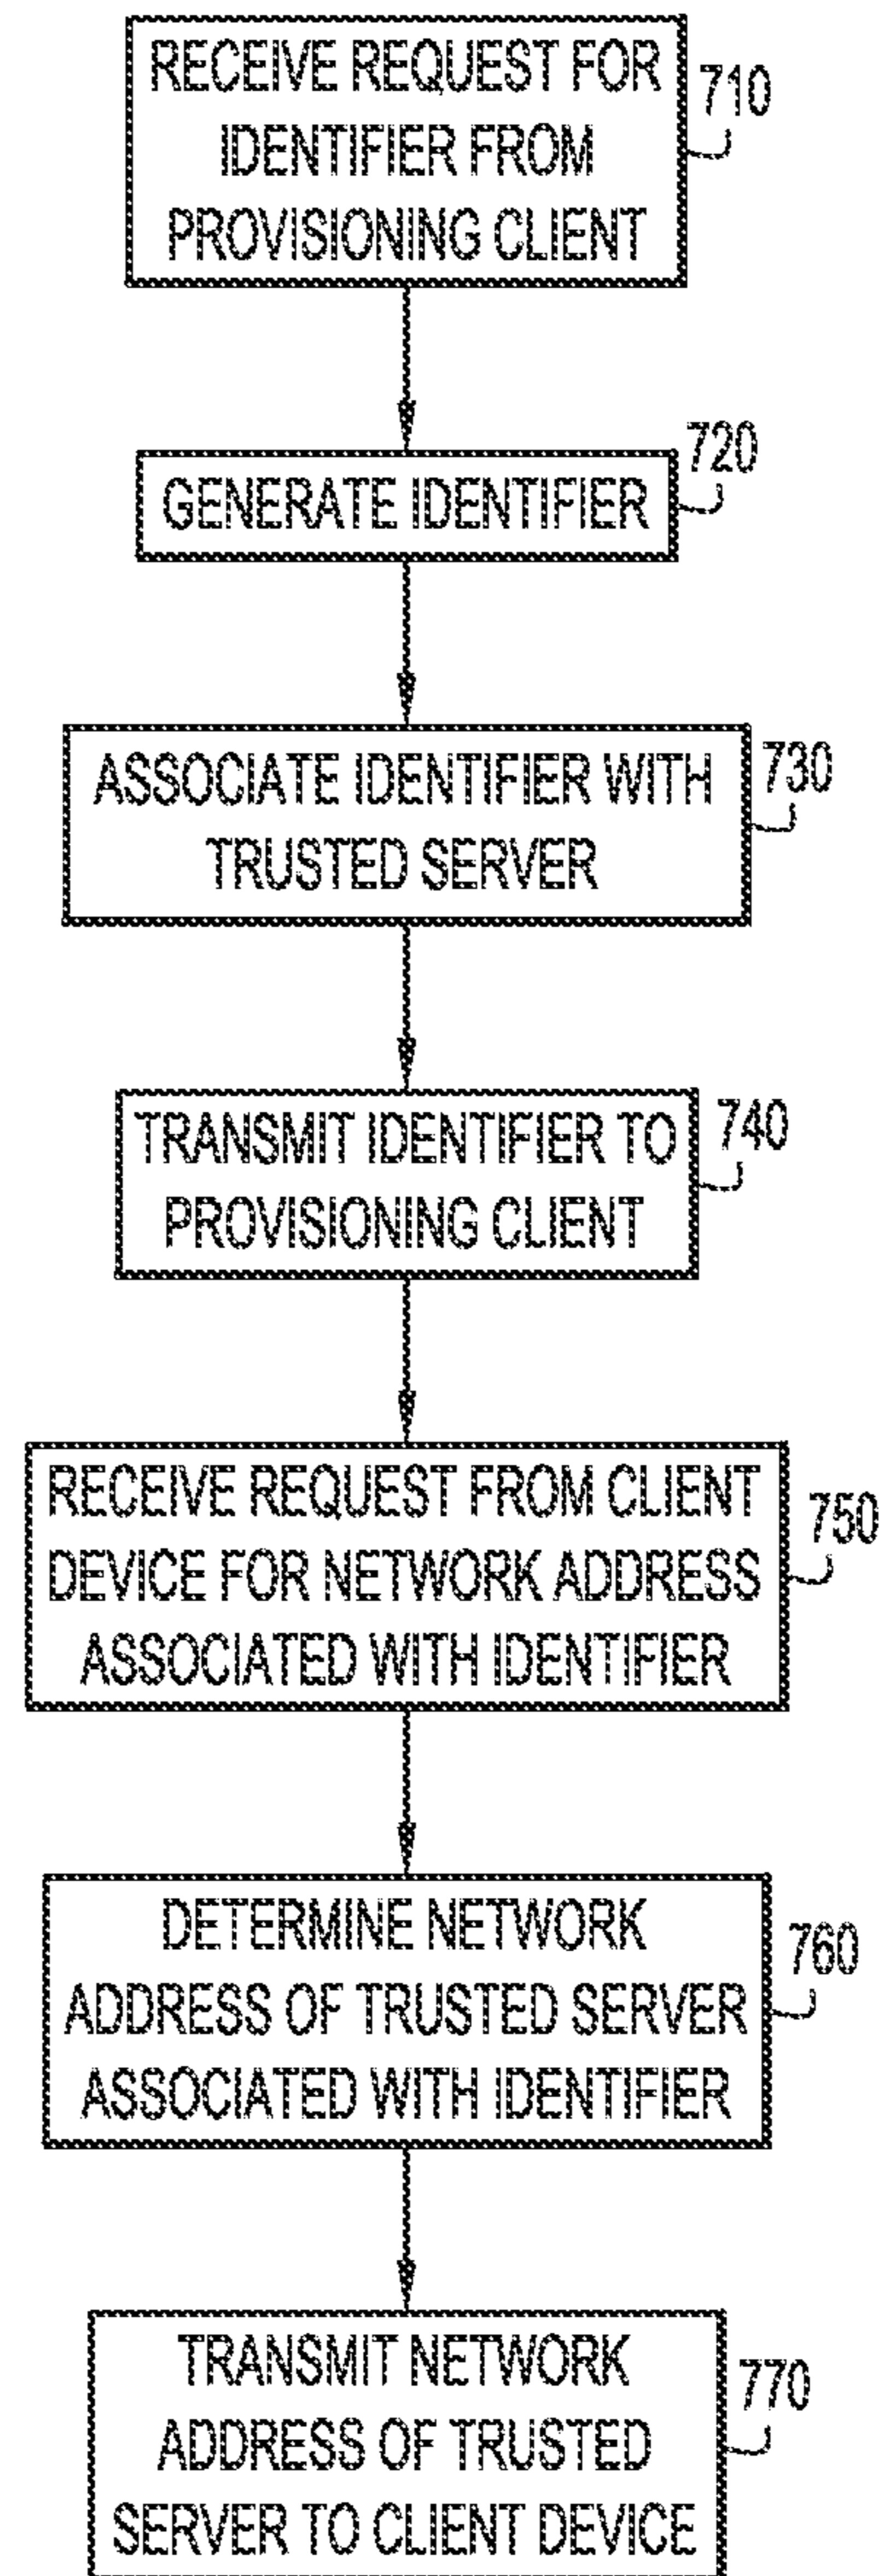 RECEIVE REQUEST FOR
IDENTIFIER FROM
PROVISIONING CLIENT
710
GENERATE IDENTIFIER
720
ASSOCIATE IDENTIFIER WITH
TRUSTED SERVER
730
TRANSMIT IDENTIFIER TO
PROVISIONING CLIENT
740
RECEIVE REQUEST FROM CLIENT
DEVICE FOR NETWORK ADDRESS
ASSOCIATED WITH IDENTIFIER
750
DETERMINE NETWORK
ADDRESS OF TRUSTED SERVER
ASSOCIATED WITH IDENTIFIER
760
TRANSMIT NETWORK
ADDRESS OF TRUSTED
SERVER TO CLIENT DEVICE
770